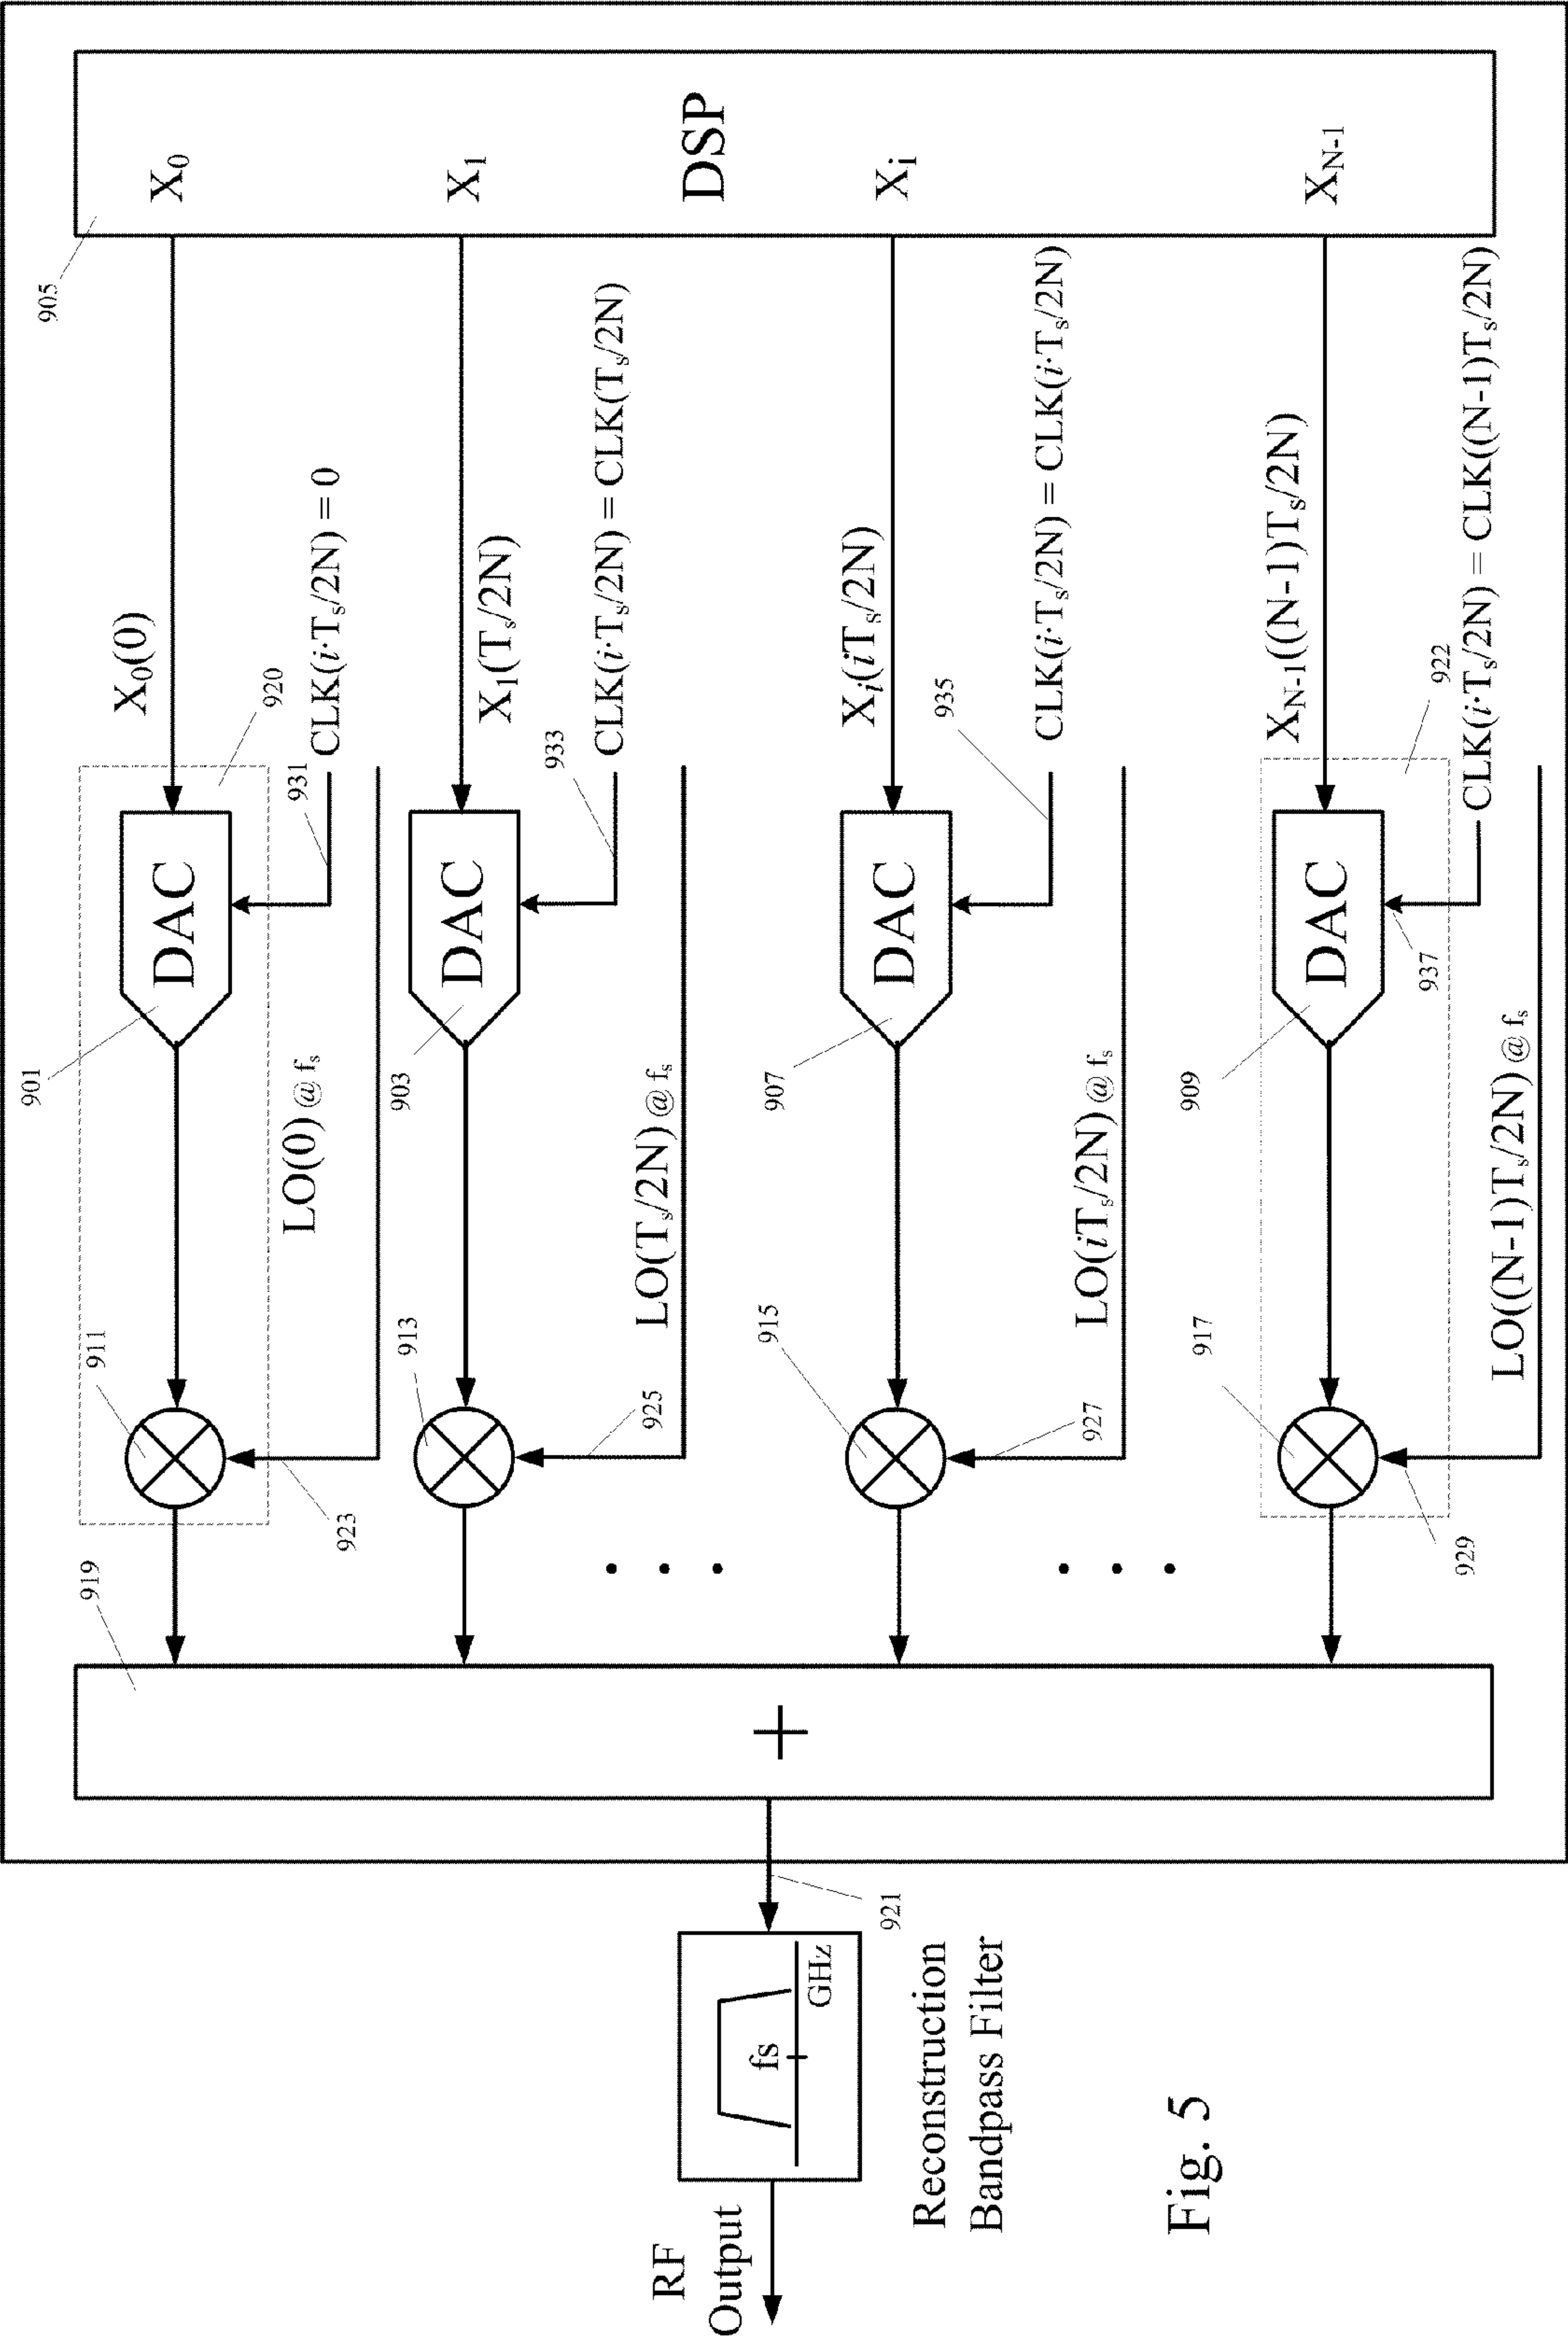 905
X0
X1
DSP
Xi
XN-1
X0(0)
920
931
CLK(i·Ts/2N) = 0
X1(Ts/2N)
933
CLK(i·Ts/2N) = CLK(Ts/2N)
Xi(iTs/2N)
935
CLK(i·Ts/2N) = CLK(i·Ts/2N)
XN-1((N-1)Ts/2N)
922
CLK(i·Ts/2N) = CLK((N-1)Ts/2N)
DAC
DAC
DAC
DAC
937
901
LO(0)@fs
903
LO(Ts/2N)@fs
907
LO(iTs/2N)@fs
909
LO((N-1)Ts/2N)@fs
911
913
915
917
923
925
927
929
919
+
921
fs
GHz
Reconstruction
Bandpass Filter
RF
Output
Fig. 5